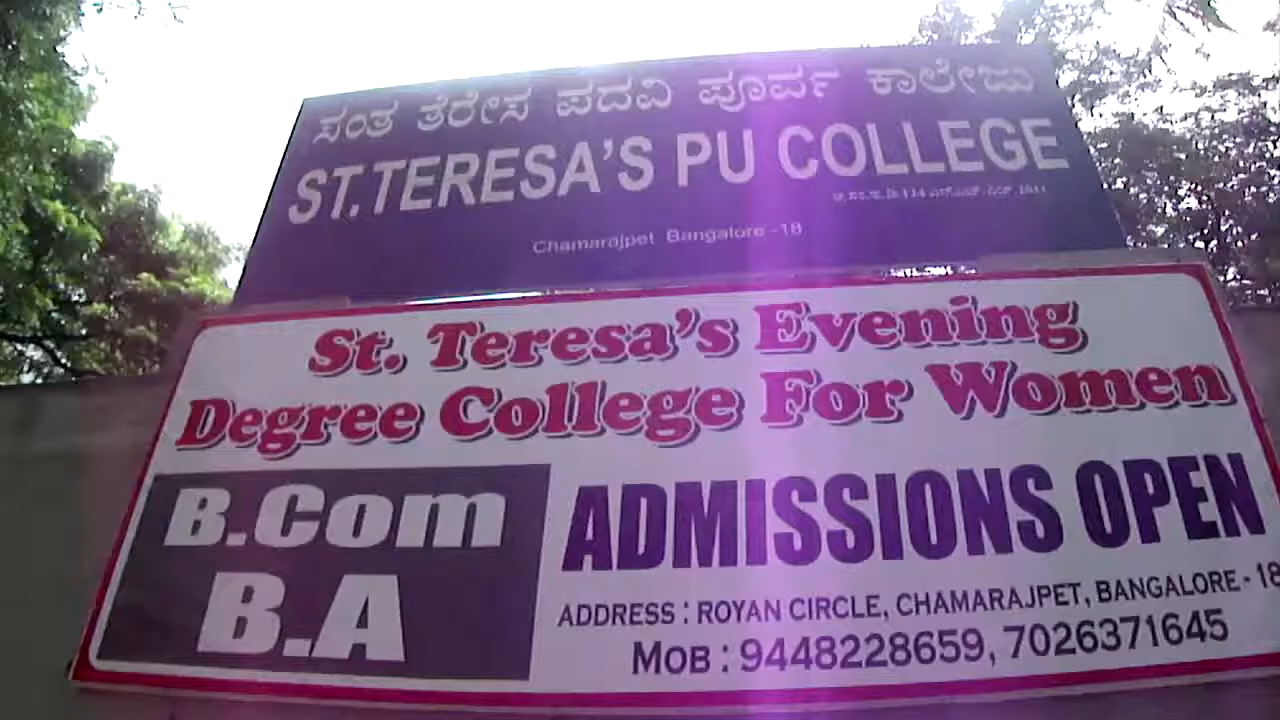 ಸಂತ ತೆರೇಸ ಪದವಿ ಪೂರ್ವ ಕಾಲೇಜು
ST.TERESA'S PU COLLEGE
Chamarajpet Bangalore -18
St. Teresa's Evening
Degree College For Women
B.Com
B.A
ADMISSIONS OPEN
ADDRESS : ROYAN CIRCLE, CHAMARAJPET, BANGALORE - 18
MOB : 9448228659, 7026371645